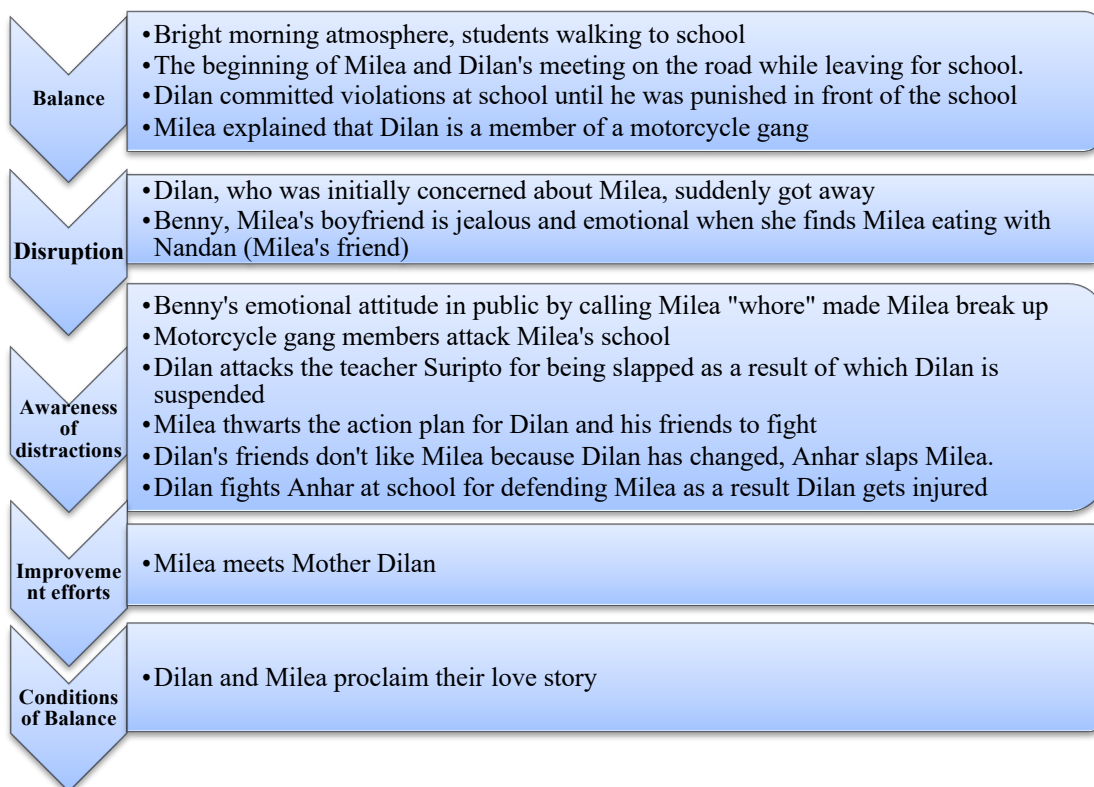 Balance
•Bright morning atmosphere, students walking to school
•The beginning of Milea and Dilan's meeting on the road while leaving for school.
•Dilan committed violations at school until he was punished in front of the school
•Milea explained that Dilan is a member of a motorcycle gang
Disruption
•Dilan, who was initially concerned about Milea, suddenly got away
•Benny, Milea's boyfriend is jealous and emotional when she finds Milea eating with
Nandan (Milea's friend)
Awareness
of
distractions
•Benny's emotional attitude in public by calling Milea "whore" made Milea break up
•Motorcycle gang members attack Milea's school
•Dilan attacks the teacher Suripto for being slapped as a result of which Dilan is
suspended
•Milea thwarts the action plan for Dilan and his friends to fight
•Dilan's friends don't like Milea because Dilan has changed, Anhar slaps Milea.
•Dilan fights Anhar at school for defending Milea as a result Dilan gets injured
Improveme
nt efforts
•Milea meets Mother Dilan
Conditions
of Balance
•Dilan and Milea proclaim their love story